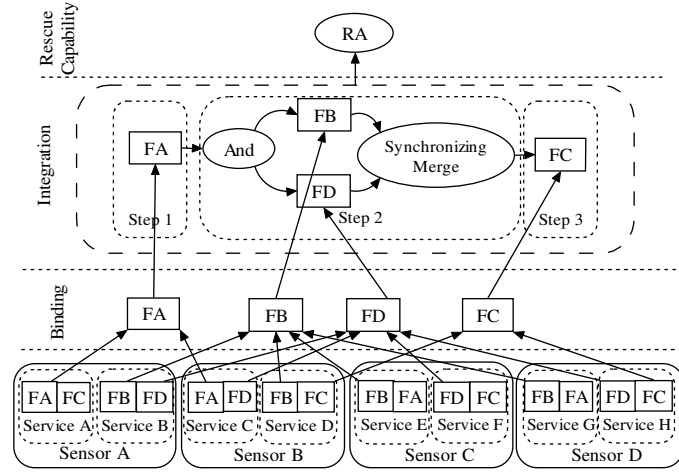 Rescue
Capability
RA
Integration
FA
And
FB
FD
Synchronizing
Merge
FC
Step 1
Step 2
Step 3
Binding
FA
FB
FD
FC
FA FC FB FD FA FD FB FC FB FA FD FC FB FA FD FC
Service A Service B Service C Service D Service E Service F Service G Service H
Sensor A Sensor B Sensor C Sensor D